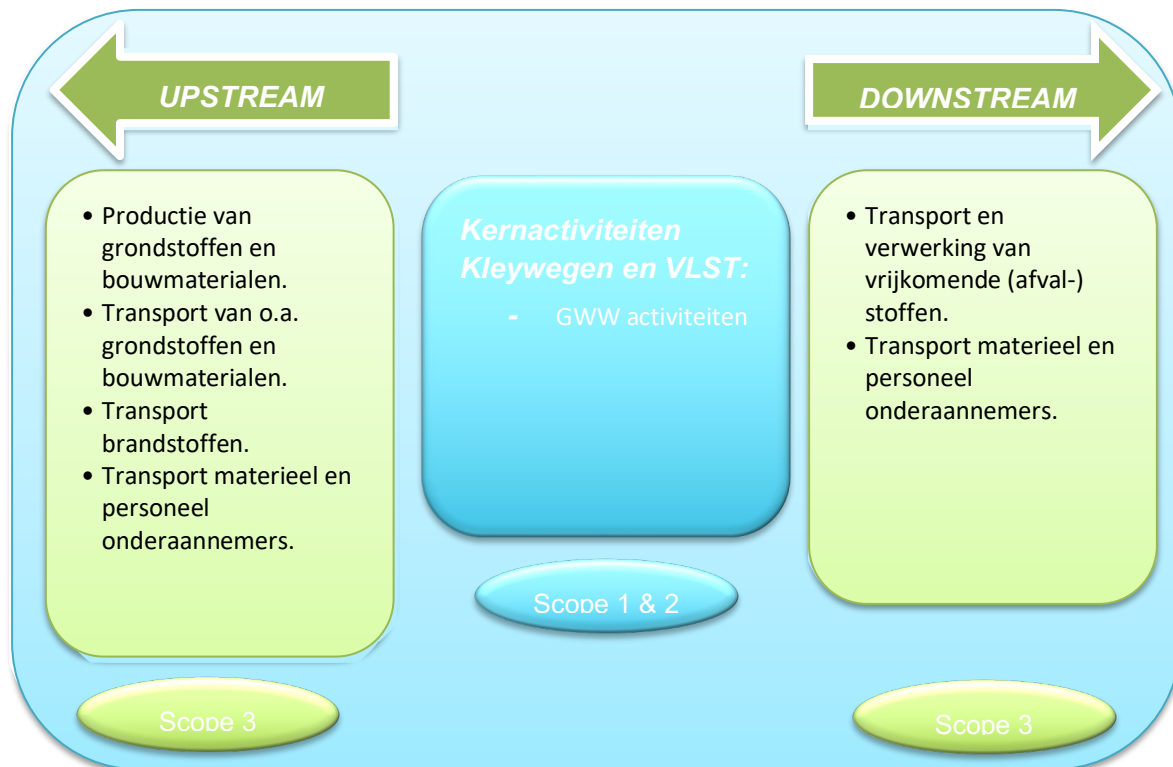 UPSTREAM
DOWNSTREAM
• Productie van
grondstoffen en
bouwmaterialen.
• Transport van o.a.
grondstoffen en
bouwmaterialen.
• Transport
brandstoffen.
• Transport materieel en
personeel
onderaannemers.
Scope 3
Kernactiviteiten
Kleywegen en VLST:
- GWW activiteiten
Scope 1 & 2
• Transport en
verwerking van
vrijkomende (afval-)
stoffen.
• Transport materieel en
personeel
onderaannemers.
Scope 3